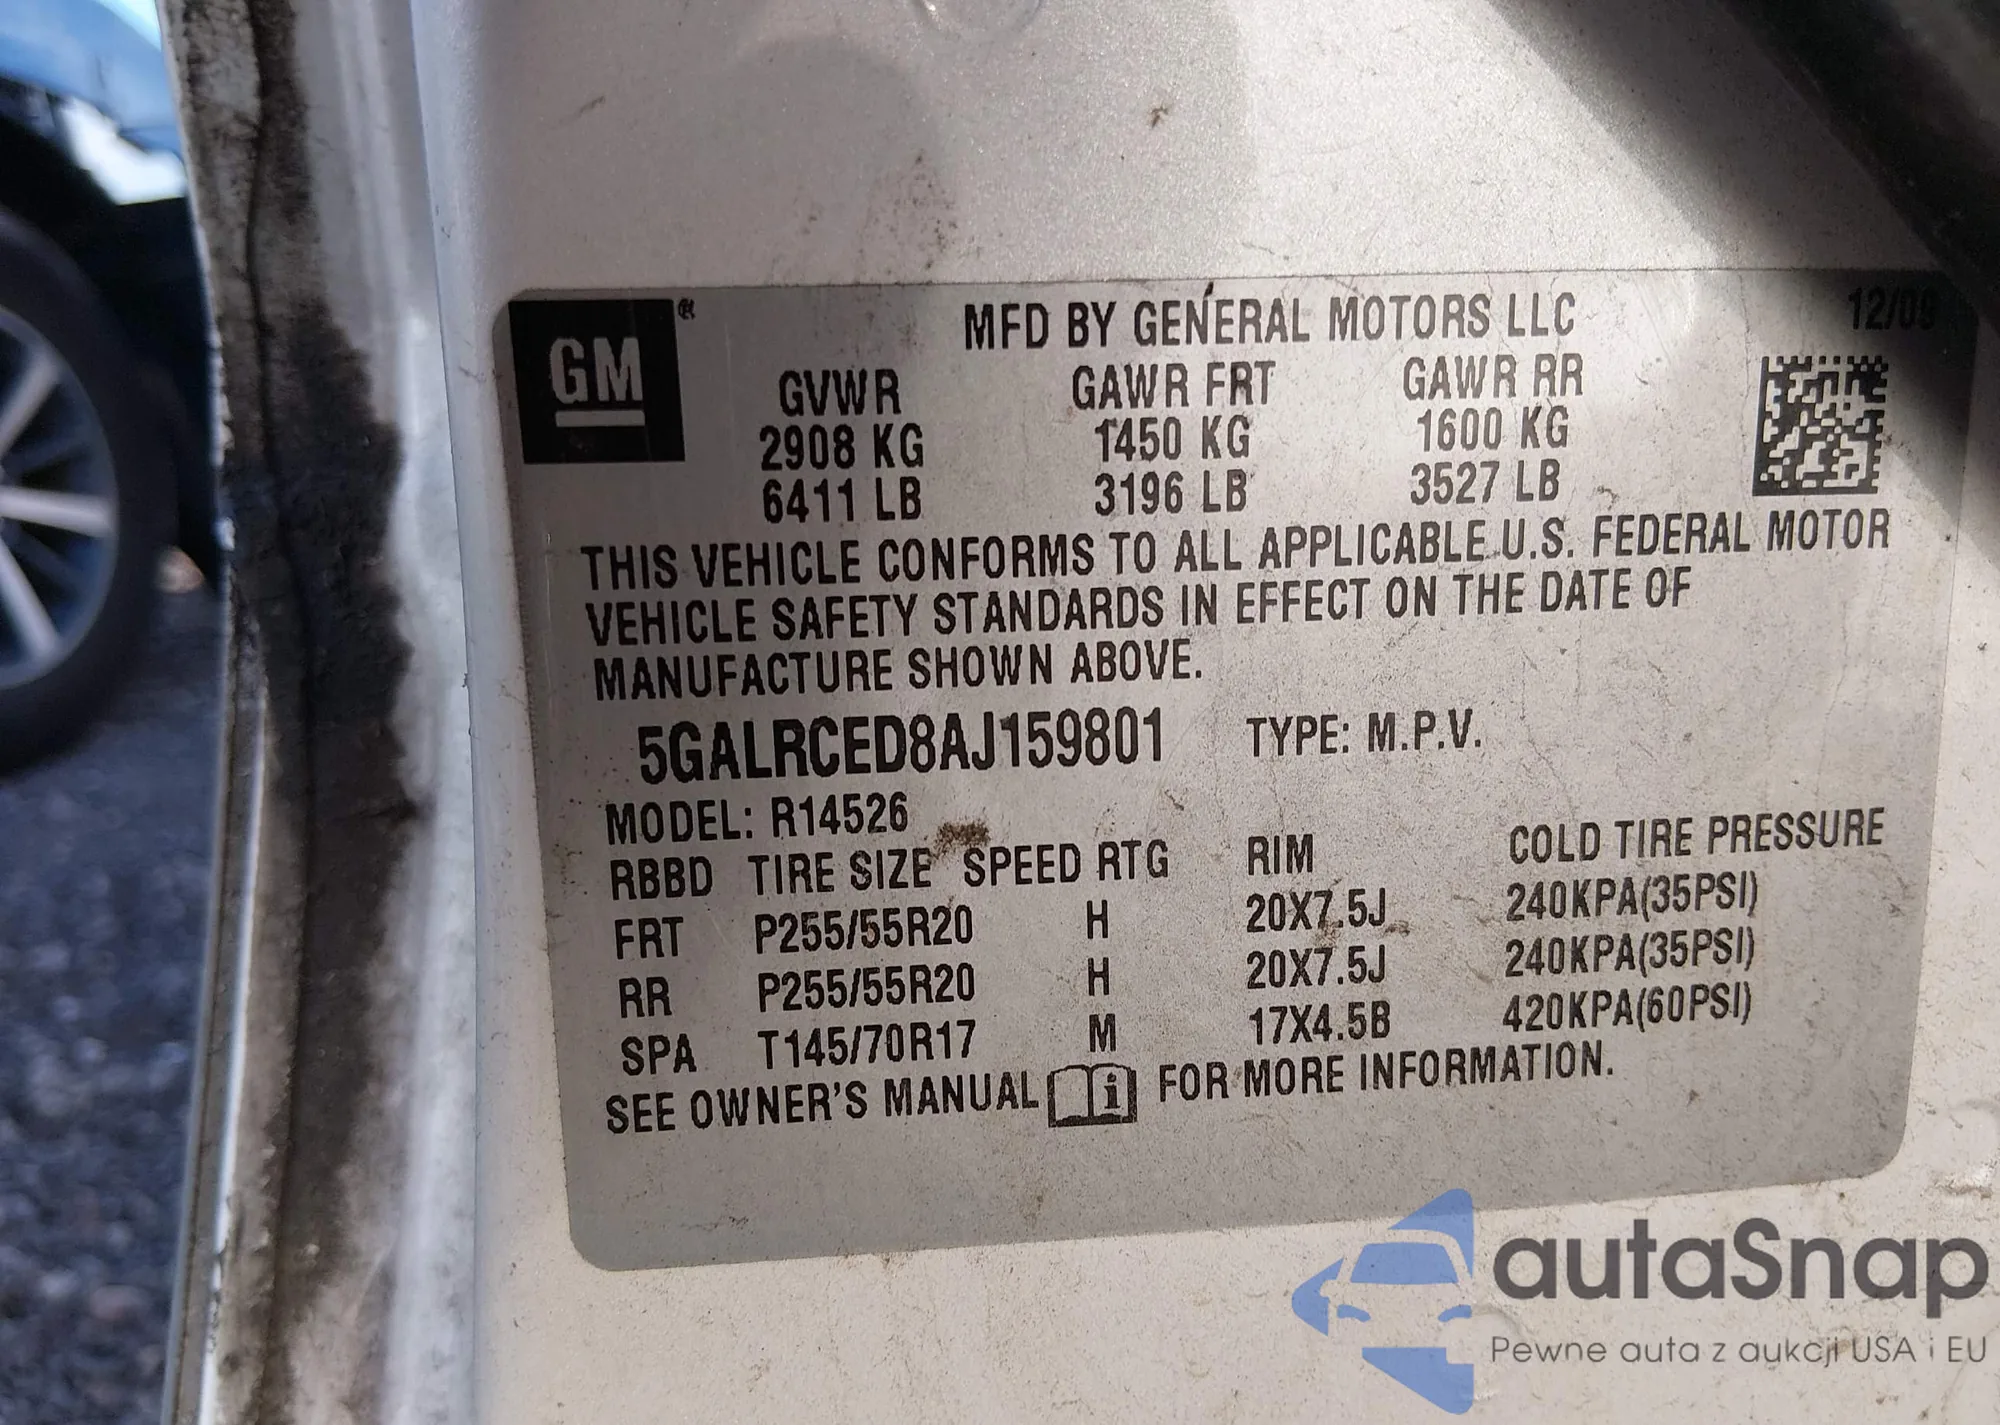 GM ®
MFD BY GENERAL MOTORS LLC 12/09
GVWR GAWR FRT GAWR RR
2908 KG 1450 KG 1600 KG
6411 LB 3196 LB 3527 LB
THIS VEHICLE CONFORMS TO ALL APPLICABLE U.S. FEDERAL MOTOR
VEHICLE SAFETY STANDARDS IN EFFECT ON THE DATE OF
MANUFACTURE SHOWN ABOVE.
5GALRCED8AJ159801 TYPE: M.P.V.
MODEL: R14526
RBBD TIRE SIZE SPEED RTG RIM COLD TIRE PRESSURE
FRT P255/55R20 H 20X7.5J 240KPA(35PSI)
RR P255/55R20 H 20X7.5J 240KPA(35PSI)
SPA T145/70R17 M 17X4.5B 420KPA(60PSI)
SEE OWNER'S MANUAL i FOR MORE INFORMATION.
autaSnap
Pewne auta z aukcji USA i EU